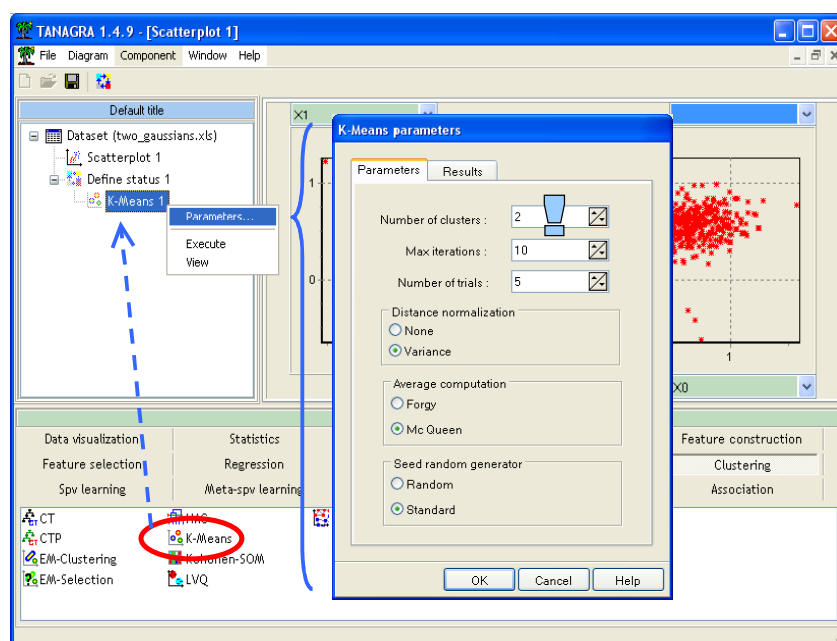 TANAGRA 1.4.9 - [Scatterplot 1]
File Diagram Component Window Help
Default title
Dataset (two_gaussians.xls)
Scatterplot 1
Define status 1
K-Means 1
Parameters...
Execute
View
X1
1
0
1
X0
K-Means parameters
Parameters Results
Number of clusters : 2
Max iterations : 10
Number of trials : 5
Distance normalization
None
Variance
Average computation
Forgy
Mc Queen
Seed random generator
Random
Standard
OK Cancel Help
Data visualization Statistics
Feature construction
Feature selection Regression
Clustering
Spv learning Meta-spv learning
Association
CT HAC
CTP K-Means
EM-Clustering Kohonen-SOM
EM-Selection LVQ